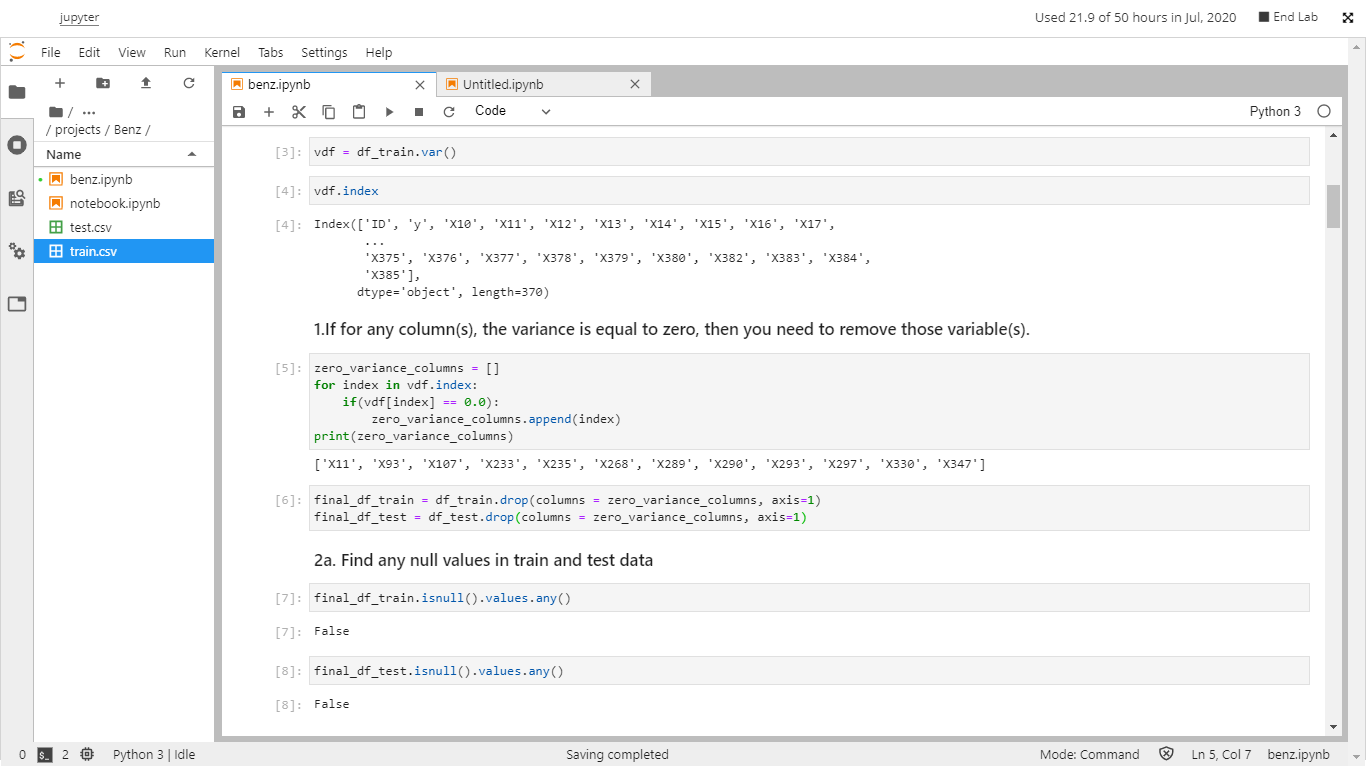 jupyter
Used 21.9 of 50 hours in Jul, 2020
End Lab
File Edit View Run Kernel Tabs Settings Help
/ ...
/ projects / Benz /
Name
benz.ipynb
notebook.ipynb
test.csv
train.csv
benz.ipynb
Untitled.ipynb
Code
Python 3
[3]: vdf = df_train.var()
[4]: vdf.index
[4]: Index(['ID', 'y', 'X10', 'X11', 'X12', 'X13', 'X14', 'X15', 'X16', 'X17',
...
'X375', 'X376', 'X377', 'X378', 'X379', 'X380', 'X382', 'X383', 'X384',
'X385'],
dtype='object', length=370)
1.If for any column(s), the variance is equal to zero, then you need to remove those variable(s).
[5]: zero_variance_columns = []
for index in vdf.index:
if(vdf[index] == 0.0):
zero_variance_columns.append(index)
print(zero_variance_columns)
['X11', 'X93', 'X107', 'X233', 'X235', 'X268', 'X289', 'X290', 'X293', 'X297', 'X330', 'X347']
[6]: final_df_train = df_train.drop(columns = zero_variance_columns, axis=1)
final_df_test = df_test.drop(columns = zero_variance_columns, axis=1)
2a. Find any null values in train and test data
[7]: final_df_train.isnull().values.any()
[7]: False
[8]: final_df_test.isnull().values.any()
[8]: False
0 $_ 2 Python 3 | Idle
Saving completed
Mode: Command
Ln 5, Col 7
benz.ipynb